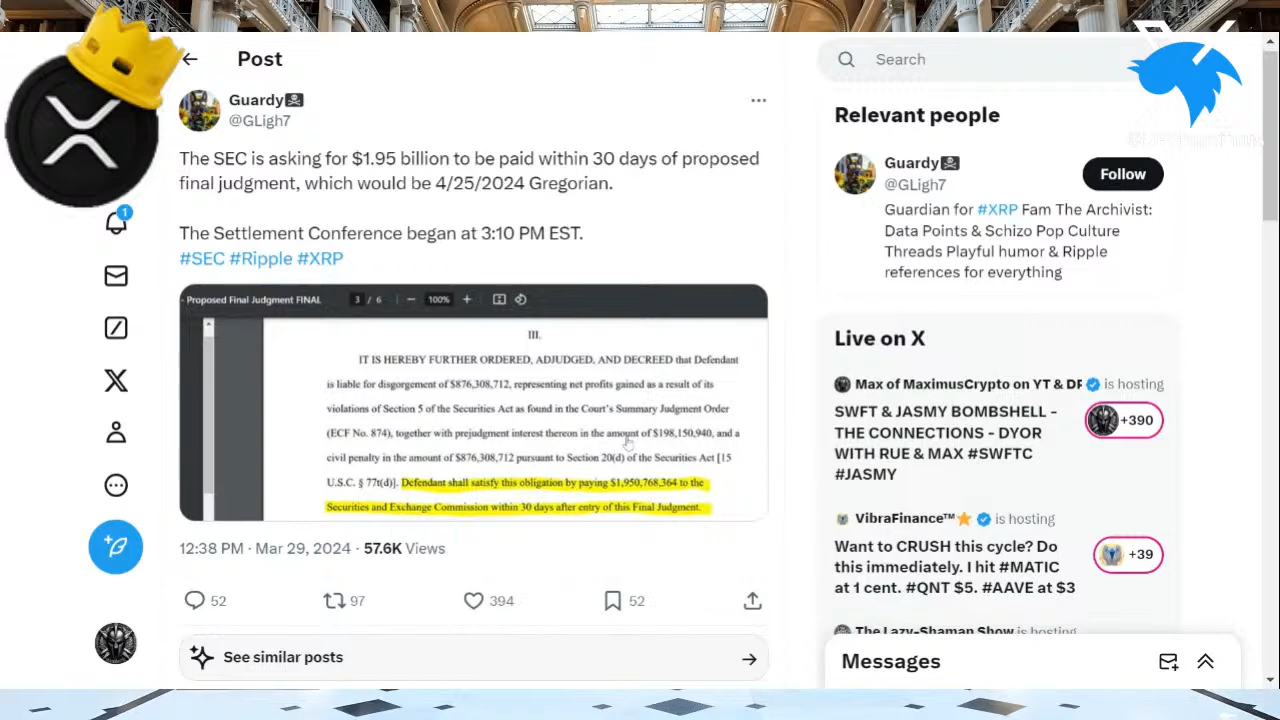 Post
Guardy
@GLigh7
The SEC is asking for $1.95 billion to be paid within 30 days of proposed
final judgment, which would be 4/25/2024 Gregorian.
The Settlement Conference began at 3:10 PM EST.
#SEC #Ripple #XRP
Proposed Final Judgment FINAL 3 / 6 100%
III.
IT IS HEREBY FURTHER ORDERED, ADJUDGED, AND DECREED that Defendant
is liable for disgorgement of $876,308,712, representing net profits gained as a result of its
violations of Section 5 of the Securities Act as found in the Court's Summary Judgment Order
(ECF No. 874), together with prejudgment interest thereon in the amount of $198,150,940, and a
civil penalty in the amount of $876,308,712 pursuant to Section 20(d) of the Securities Act [15
U.S.C. § 77t(d)]. Defendant shall satisfy this obligation by paying $1,950,768,364 to the
Securities and Exchange Commission within 30 days after entry of this Final Judgment.
12:38 PM · Mar 29, 2024 · 57.6K Views
52 97 394 52
See similar posts
1
Search
Relevant people
Guardy
@GLigh7
Follow
Guardian for #XRP Fam The Archivist:
Data Points & Schizo Pop Culture
Threads Playful humor & Ripple
references for everything
Live on X
Max of MaximusCrypto on YT & DF is hosting
SWFT & JASMY BOMBSHELL -
THE CONNECTIONS - DYOR
WITH RUE & MAX #SWFTC
#JASMY
+390
VibraFinance™ is hosting
Want to CRUSH this cycle? Do
this immediately. I hit #MATIC
at 1 cent. #QNT $5. #AAVE at $3
+39
The Lazy-Shaman Show is hosting
Messages